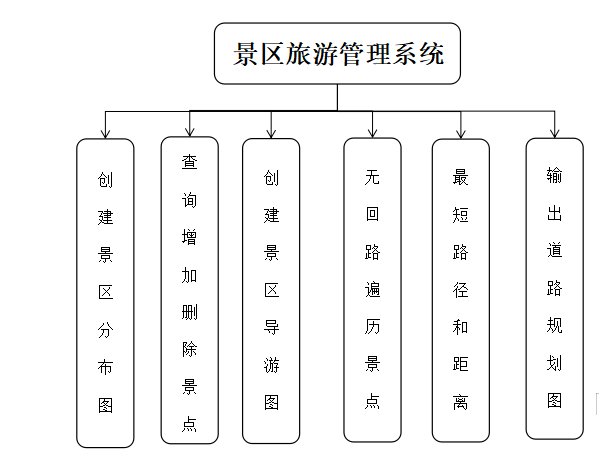 景区旅游管理系统
创建景区分布图
查询增加删除景点
创建景区导游图
无回路遍历景点
最短路径和距离
输出道路规划图